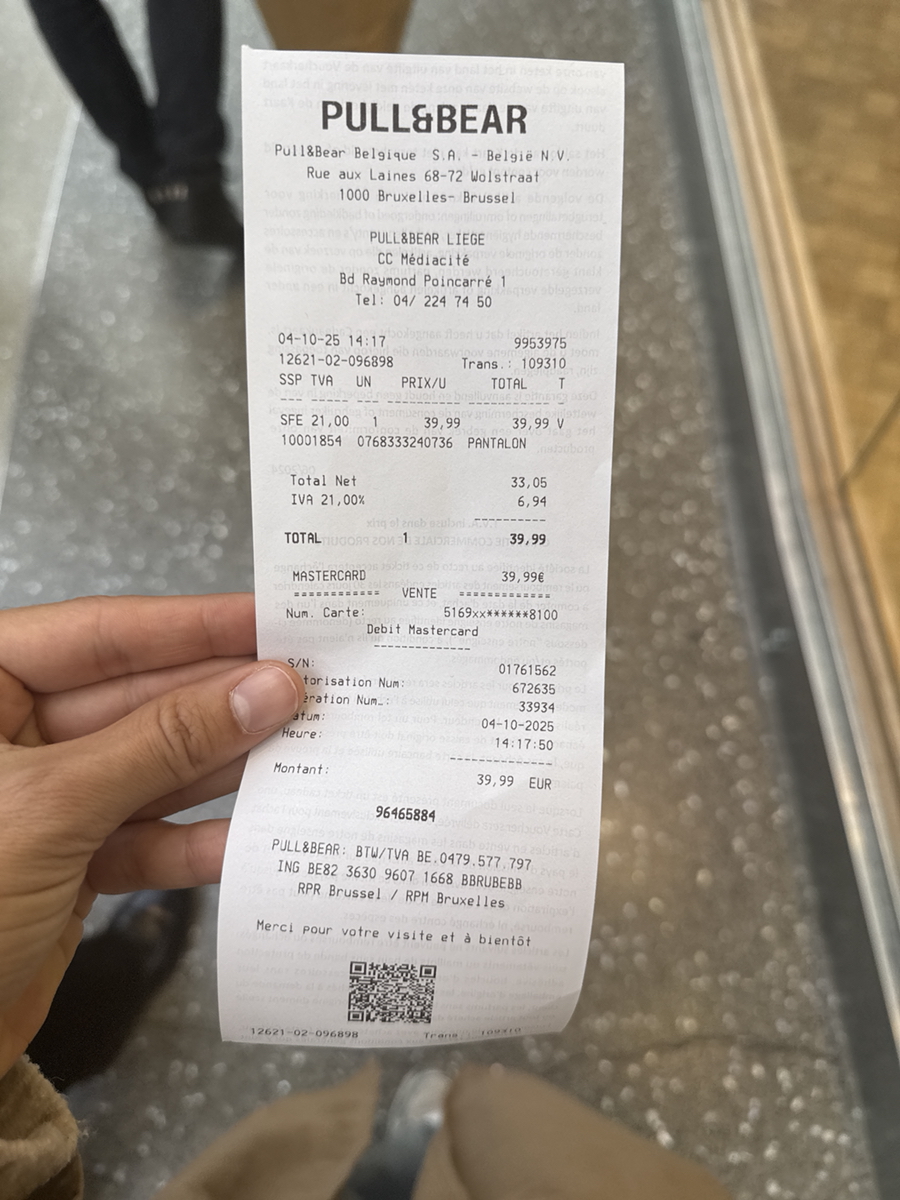 PULL&BEAR
Pull&Bear Belgique S.A. - België N.V.
Rue aux Laines 68-72 Wolstraat
1000 Bruxelles- Brussel
PULL&BEAR LIEGE
CC Médiacité
Bd Raymond Poincarré 1
Tel: 04/ 224 74 50
04-10-25 14:17 9953975
12621-02-096898 Trans.: 109310
SSP TVA UN PRIX/U TOTAL T
SFE 21,00 1 39,99 39,99 V
10001854 0768333240736 PANTALON
Total Net 33,05
IVA 21,00% 6,94
TOTAL 1 39,99
MASTERCARD 39,99€
============ VENTE =============
Num. Carte: 5169xx******8100
Debit Mastercard
S/N: 01761562
torisation Num: 672635
ération Num.: 33934
atum: 04-10-2025
Heure: 14:17:50
Montant: 39,99 EUR
96465884
PULL&BEAR: BTW/TVA BE.0479.577.797
ING BE82 3630 9607 1668 BBRUBEBB
RPR Brussel / RPM Bruxelles
Merci pour votre visite et à bientôt
12621-02-096898 Trans.: 109310